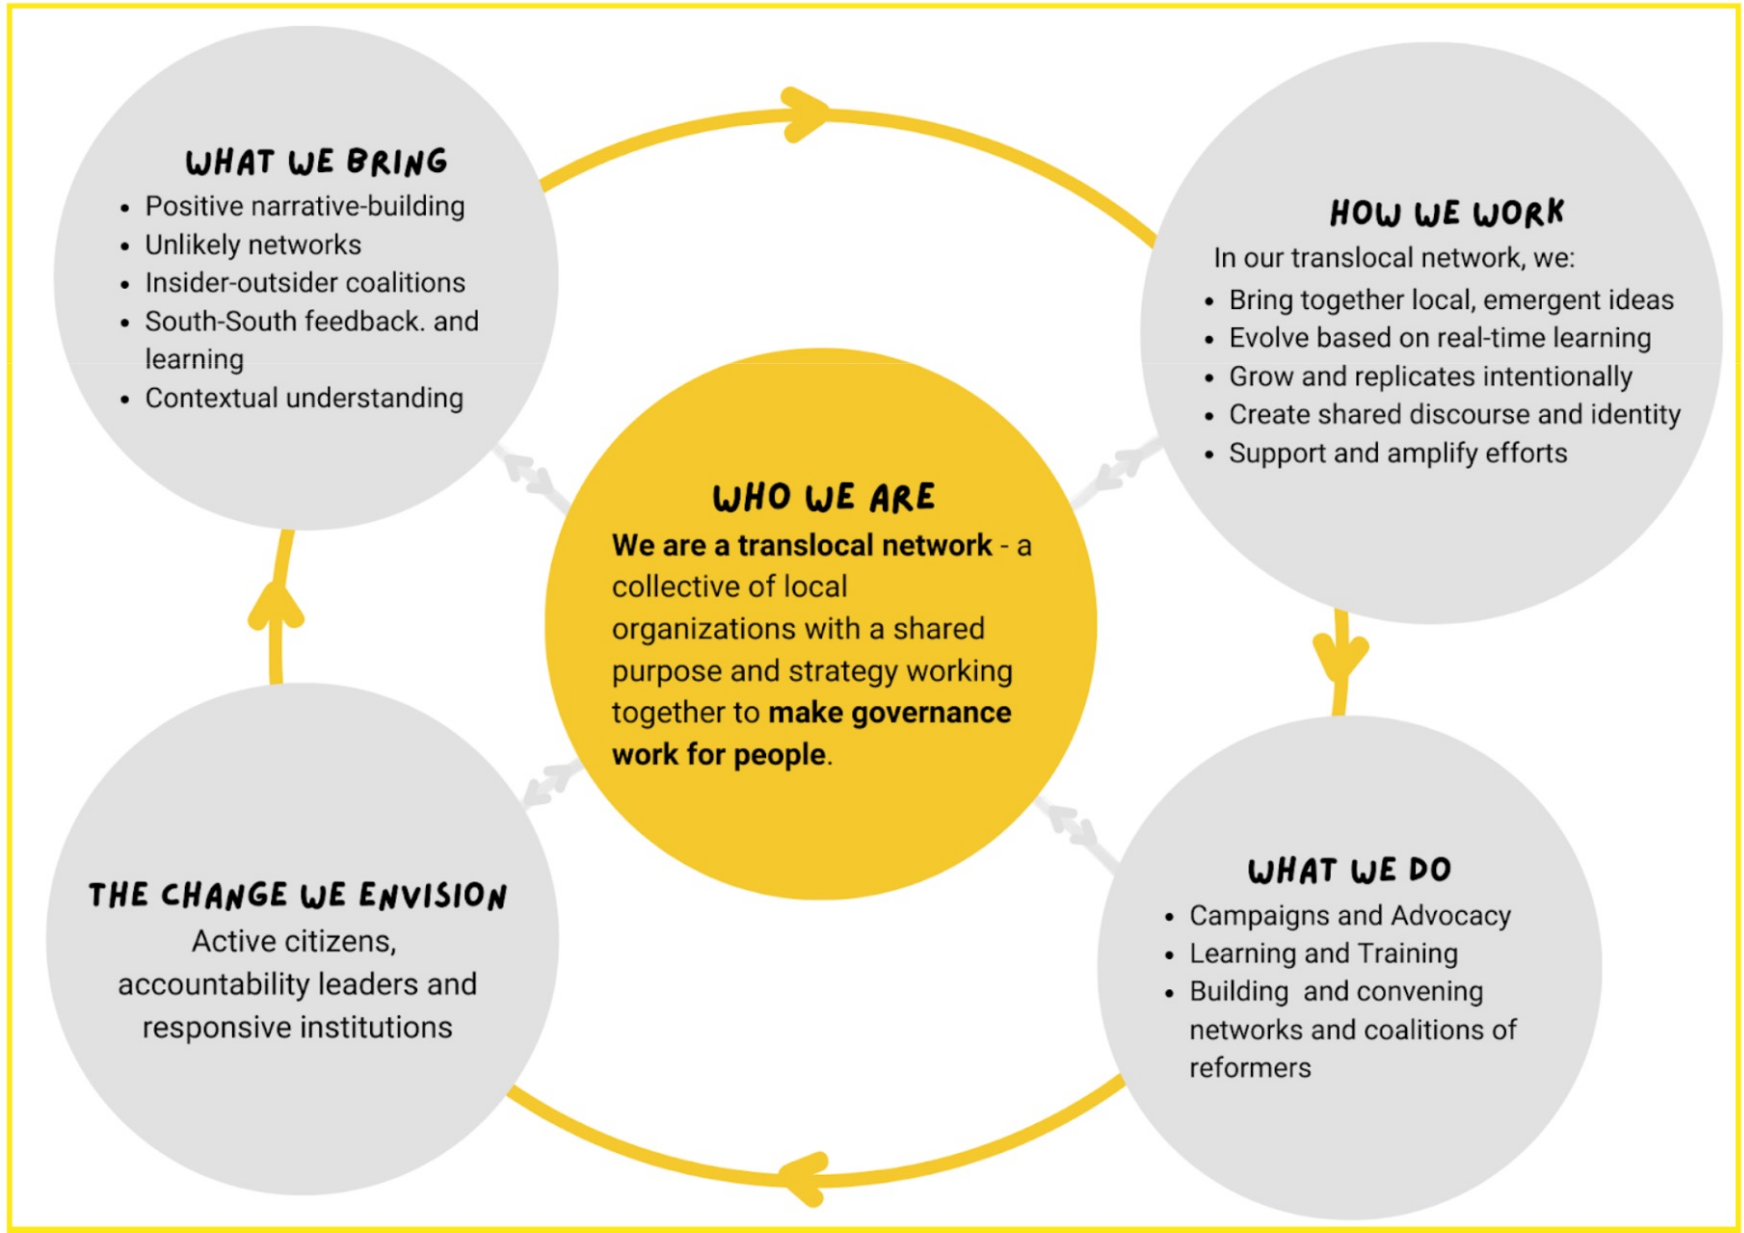 WHAT WE BRING
• Positive narrative-building
• Unlikely networks
• Insider-outsider coalitions
• South-South feedback. and
learning
• Contextual understanding
HOW WE WORK
In our translocal network, we:
• Bring together local, emergent ideas
• Evolve based on real-time learning
• Grow and replicates intentionally
• Create shared discourse and identity
• Support and amplify efforts
WHO WE ARE
We are a translocal network - a
collective of local
organizations with a shared
purpose and strategy working
together to make governance
work for people.
THE CHANGE WE ENVISION
Active citizens,
accountability leaders and
responsive institutions
WHAT WE DO
• Campaigns and Advocacy
• Learning and Training
• Building and convening
networks and coalitions of
reformers